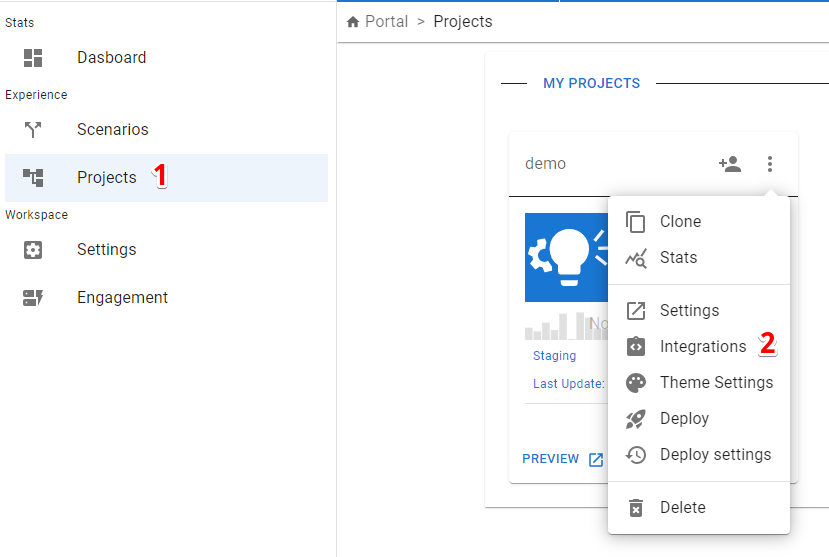 Stats
Dasboard
Experience
Scenarios
Projects 1
Workspace
Settings
Engagement
Portal > Projects
MY PROJECTS
demo
Clone
Stats
Settings
Integrations 2
Theme Settings
Deploy
Deploy settings
Delete
No
Staging
Last Update:
PREVIEW